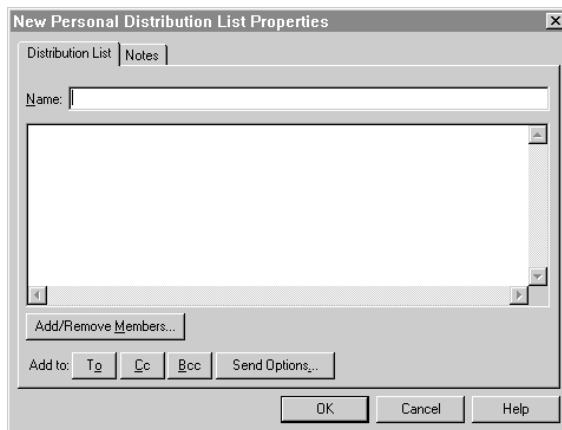 New Personal Distribution List Properties
Distribution List Notes
Name:
Add/Remove Members...
Add to: To Cc Bcc Send Options...
OK Cancel Help